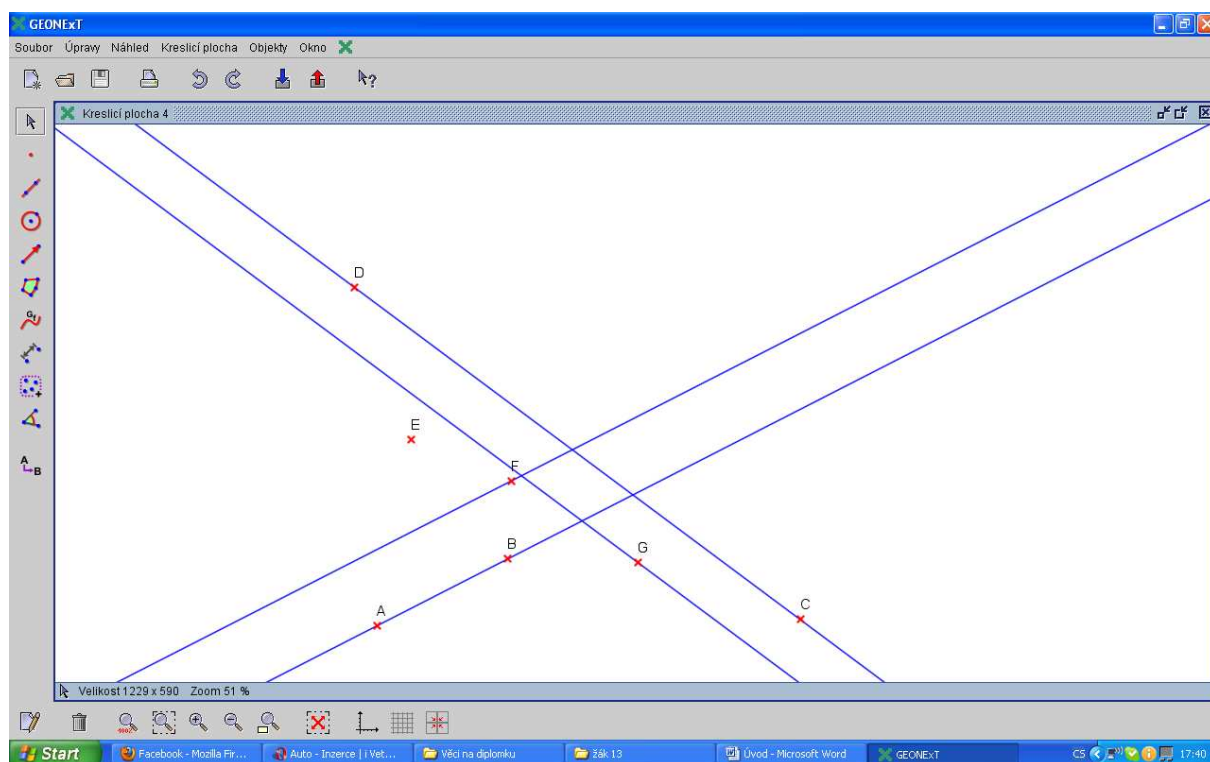 GEONExT
Soubor Úpravy Náhled Kreslicí plocha Objekty Okno
Kreslicí plocha 4
D
E
F
B
G
A
C
Velikost 1229 x 590 Zoom 51 %
Start Facebook - Mozilla Fir... Auto - Inzerce | i Vet... Věci na diplomku žák 13 Úvod - Microsoft Word GEONExT CS 17:40